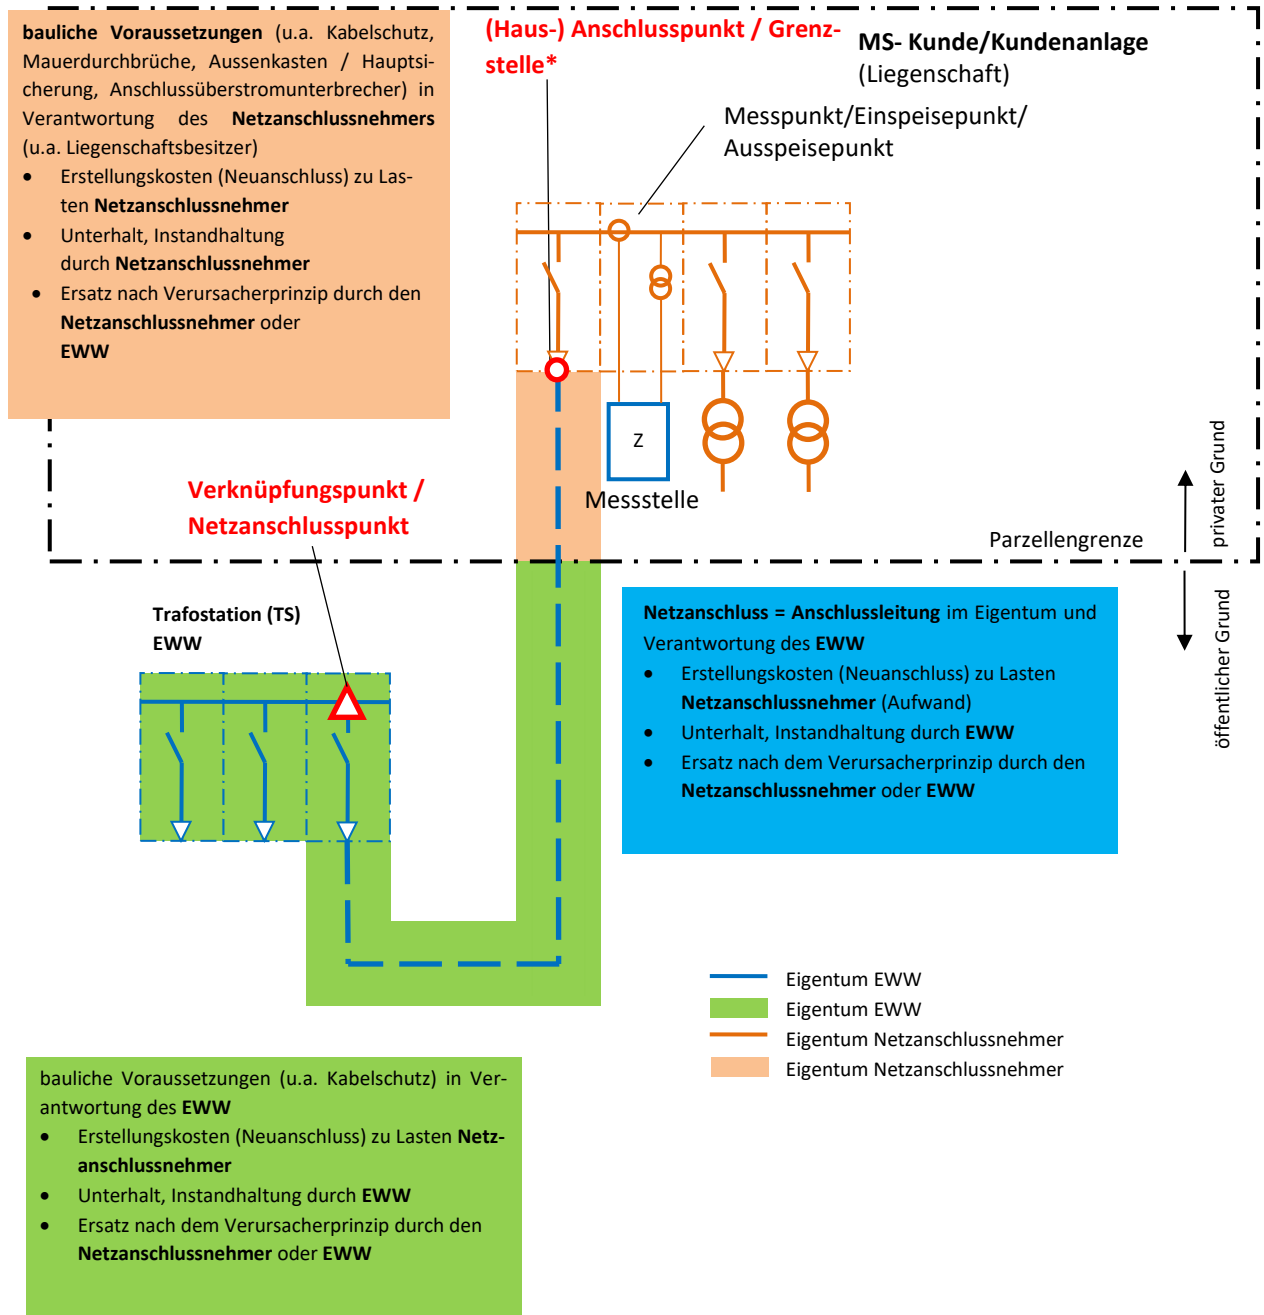 bauliche Voraussetzungen (u.a. Kabelschutz,
Mauerdurchbrüche, Aussenkasten / Hauptsi-
cherung, Anschlussüberstromunterbrecher) in
Verantwortung des Netzanschlussnehmers
(u.a. Liegenschaftsbesitzer)
• Erstellungskosten (Neuanschluss) zu Las-
ten Netzanschlussnehmer
• Unterhalt, Instandhaltung
durch Netzanschlussnehmer
• Ersatz nach Verursacherprinzip durch den
Netzanschlussnehmer oder
EWW
(Haus-) Anschlusspunkt / Grenz-
stelle*
MS- Kunde/Kundenanlage
(Liegenschaft)
Messpunkt/Einspeisepunkt/
Ausspeisepunkt
Z
Messstelle
Verknüpfungspunkt /
Netzanschlusspunkt
Parzellengrenze
privater Grund
öffentlicher Grund
Trafostation (TS)
EWW
Netzanschluss = Anschlussleitung im Eigentum und
Verantwortung des EWW
• Erstellungskosten (Neuanschluss) zu Lasten
Netzanschlussnehmer (Aufwand)
• Unterhalt, Instandhaltung durch EWW
• Ersatz nach dem Verursacherprinzip durch den
Netzanschlussnehmer oder EWW
Eigentum EWW
Eigentum EWW
Eigentum Netzanschlussnehmer
Eigentum Netzanschlussnehmer
bauliche Voraussetzungen (u.a. Kabelschutz) in Ver-
antwortung des EWW
• Erstellungskosten (Neuanschluss) zu Lasten Netz-
anschlussnehmer
• Unterhalt, Instandhaltung durch EWW
• Ersatz nach dem Verursacherprinzip durch den
Netzanschlussnehmer oder EWW